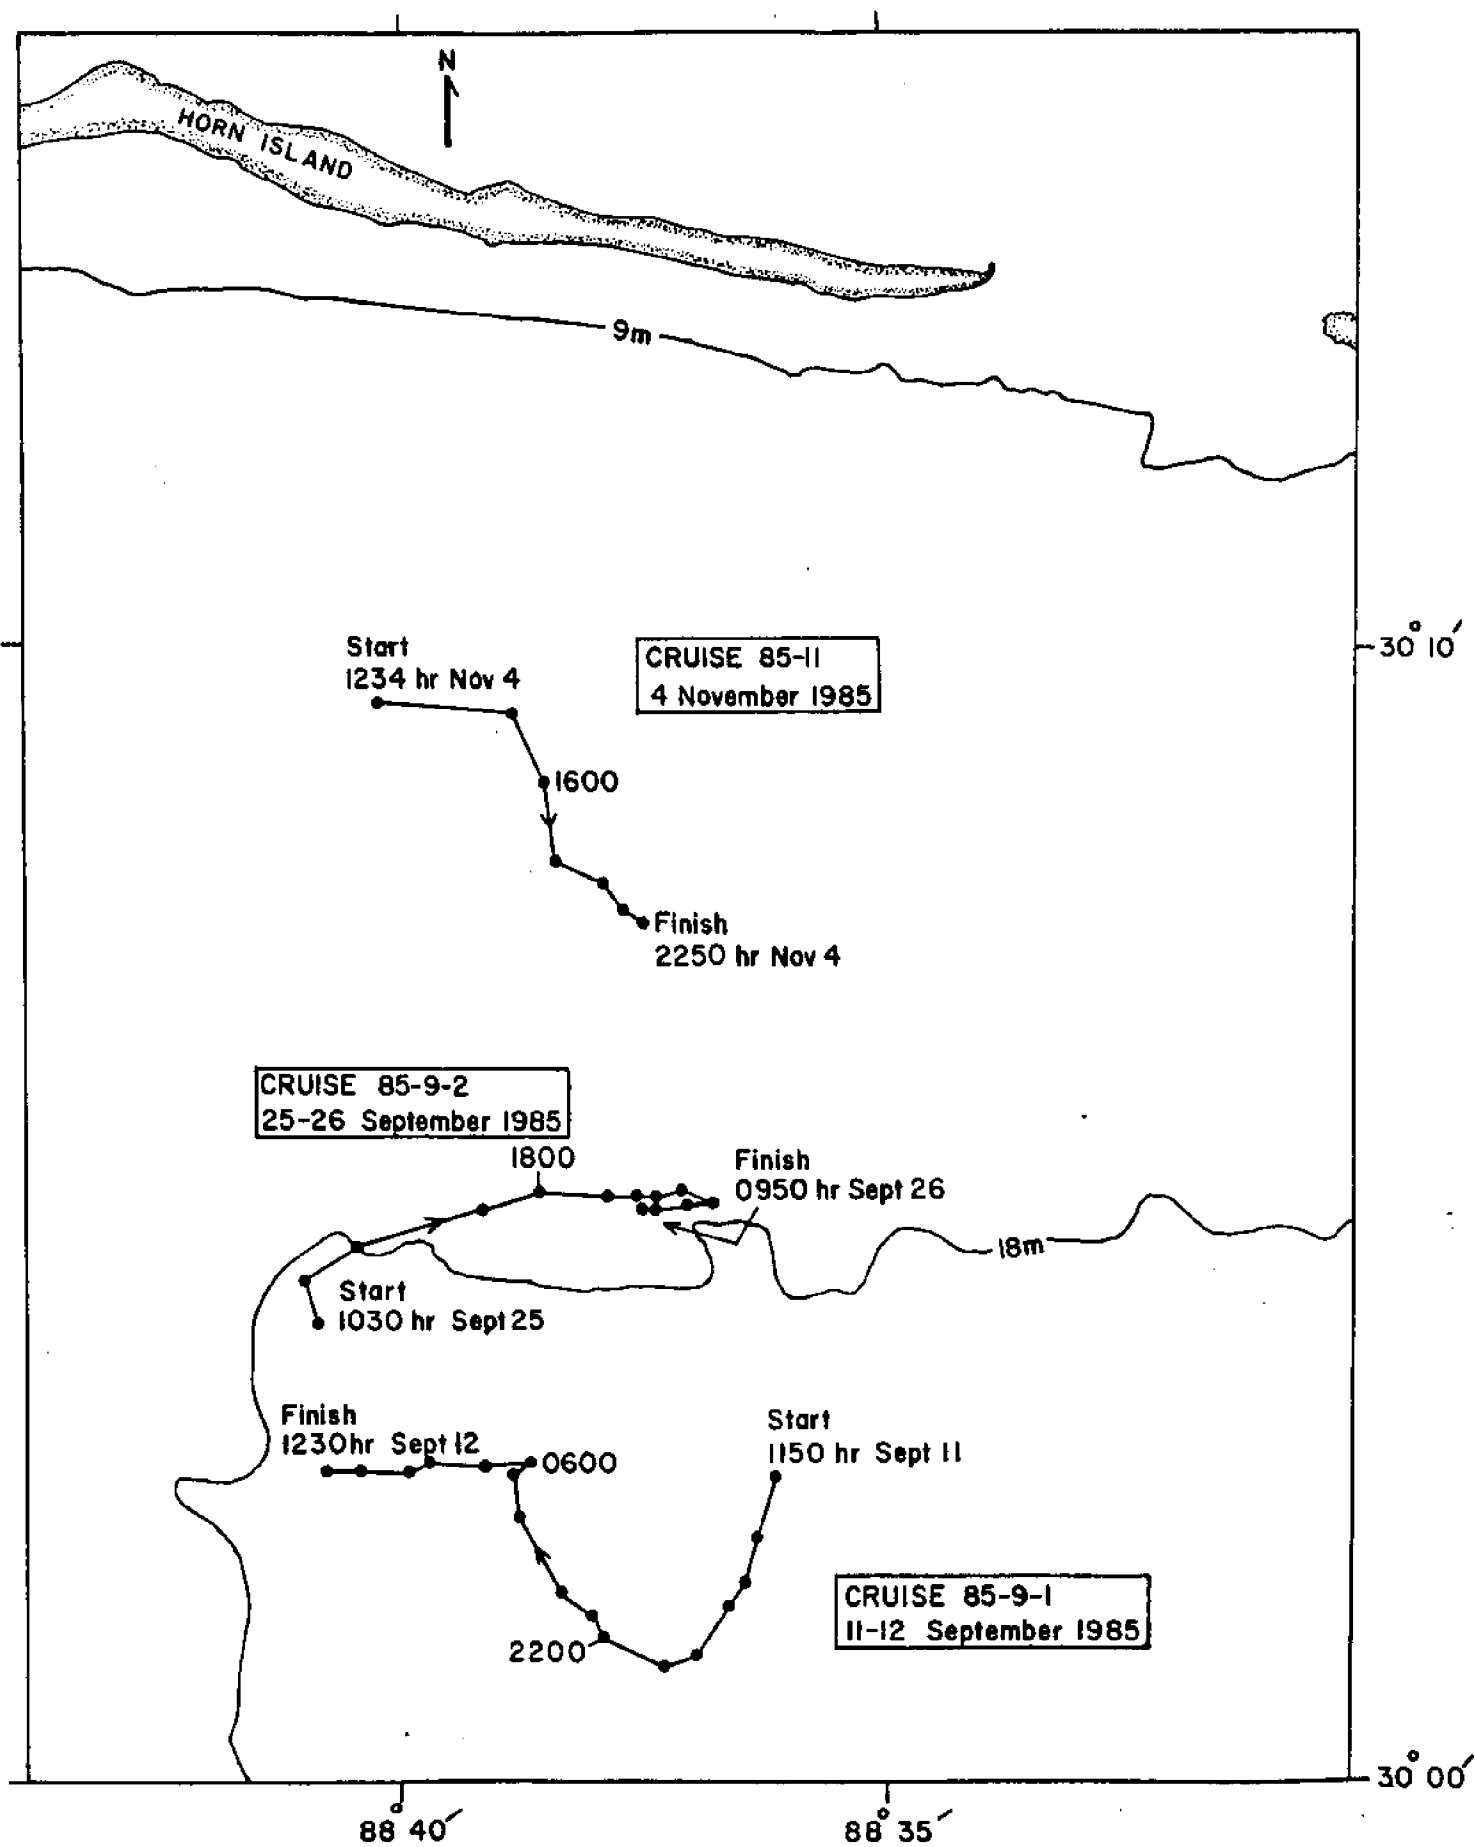 N
HORN ISLAND
9m
30° 10′
Start
1234 hr Nov 4
CRUISE 85-11
4 November 1985
1600
Finish
2250 hr Nov 4
CRUISE 85-9-2
25-26 September 1985
1800
Finish
0950 hr Sept 26
18m
Start
1030 hr Sept 25
Finish
1230hr Sept 12
0600
Start
1150 hr Sept 11
CRUISE 85-9-1
11-12 September 1985
2200
30° 00′
88° 40′
88° 35′